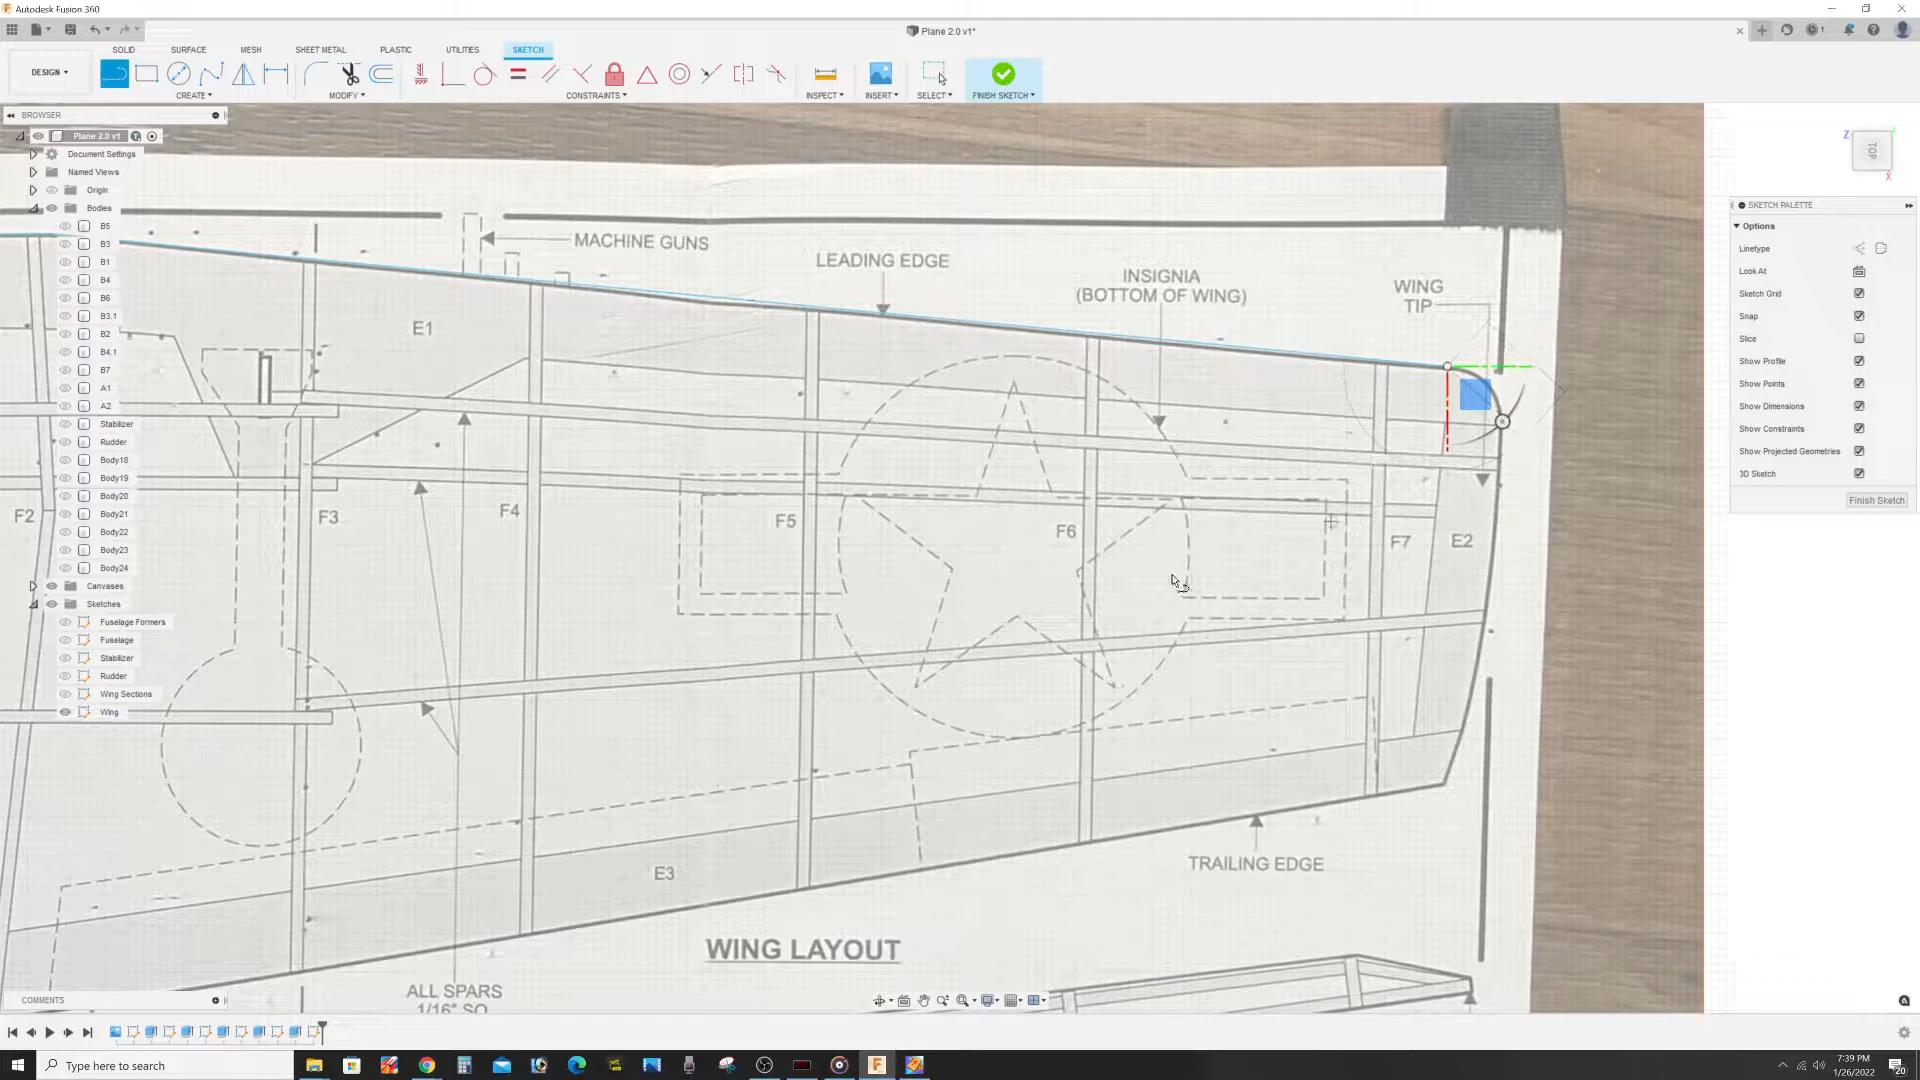 Autodesk Fusion 360
Plane 2.0 v1*
1
SOLID
SURFACE
MESH
SHEET METAL
PLASTIC
UTILITIES
SKETCH
DESIGN
CREATE
MODIFY
CONSTRAINTS
INSPECT
INSERT
SELECT
FINISH SKETCH
BROWSER
Plane 2.0 v1
Document Settings
Named Views
Origin
Bodies
B5
B3
B1
B4
B6
B3.1
B2
B4.1
B7
A1
A2
Stabilizer
Rudder
Body18
Body19
Body20
Body21
Body22
Body23
Body24
Canvases
Sketches
Fuselage Formers
Fuselage
Stabilizer
Rudder
Wing Sections
Wing
MACHINE GUNS
LEADING EDGE
INSIGNIA
(BOTTOM OF WING)
WING
TIP
E1
F2
F3
F4
F5
F6
F7
E2
E3
TRAILING EDGE
WING LAYOUT
ALL SPARS
1/16" SQ
Z
TOP
X
SKETCH PALETTE
Options
Linetype
Look At
Sketch Grid
Snap
Slice
Show Profile
Show Points
Show Dimensions
Show Constraints
Show Projected Geometries
3D Sketch
Finish Sketch
COMMENTS
Type here to search
7:39 PM
1/26/2022
20